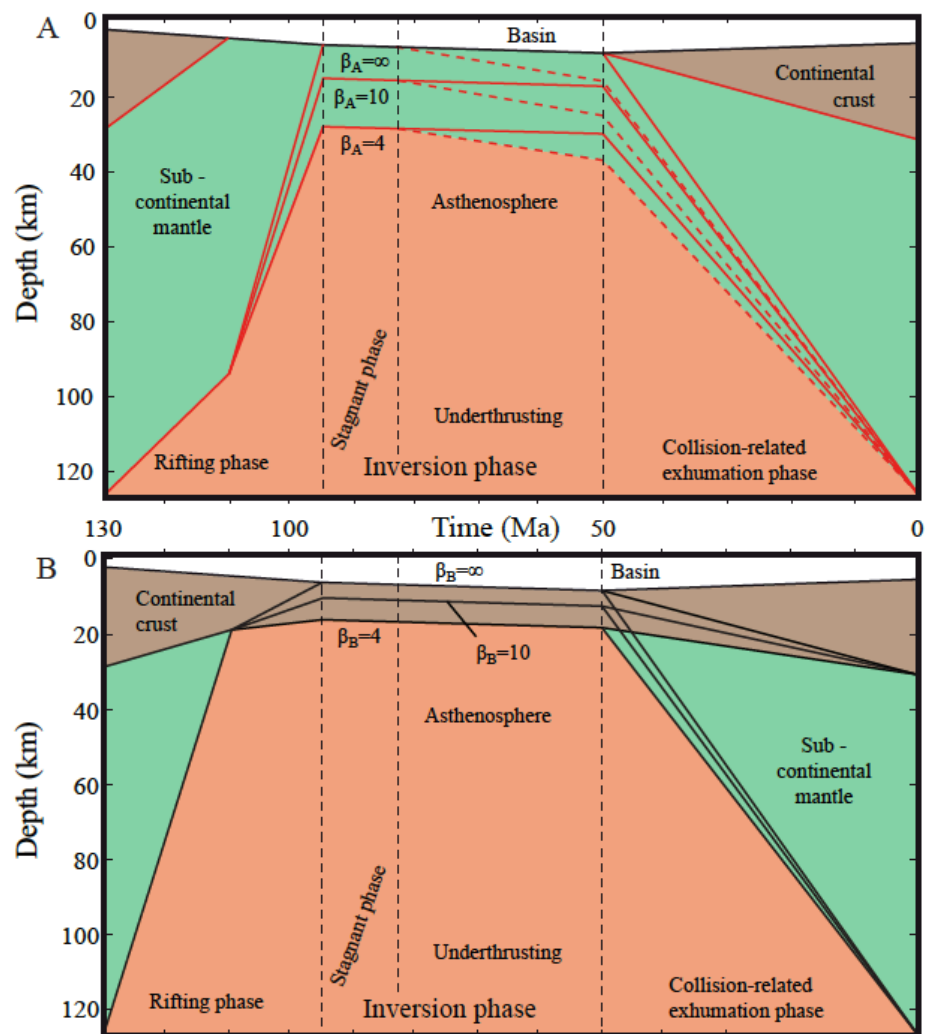 A
0
20
40
60
80
100
120
Depth (km)
Basin
β_A=∞
β_A=10
β_A=4
Continental
crust
Sub -
continental
mantle
Asthenosphere
Stagnant phase
Underthrusting
Rifting phase
Inversion phase
Collision-related
exhumation phase
130
100
Time (Ma)
50
0
B
0
20
40
60
80
100
120
Depth (km)
β_B=∞
Basin
Continental
crust
β_B=4
β_B=10
Asthenosphere
Sub -
continental
mantle
Stagnant phase
Underthrusting
Rifting phase
Inversion phase
Collision-related
exhumation phase